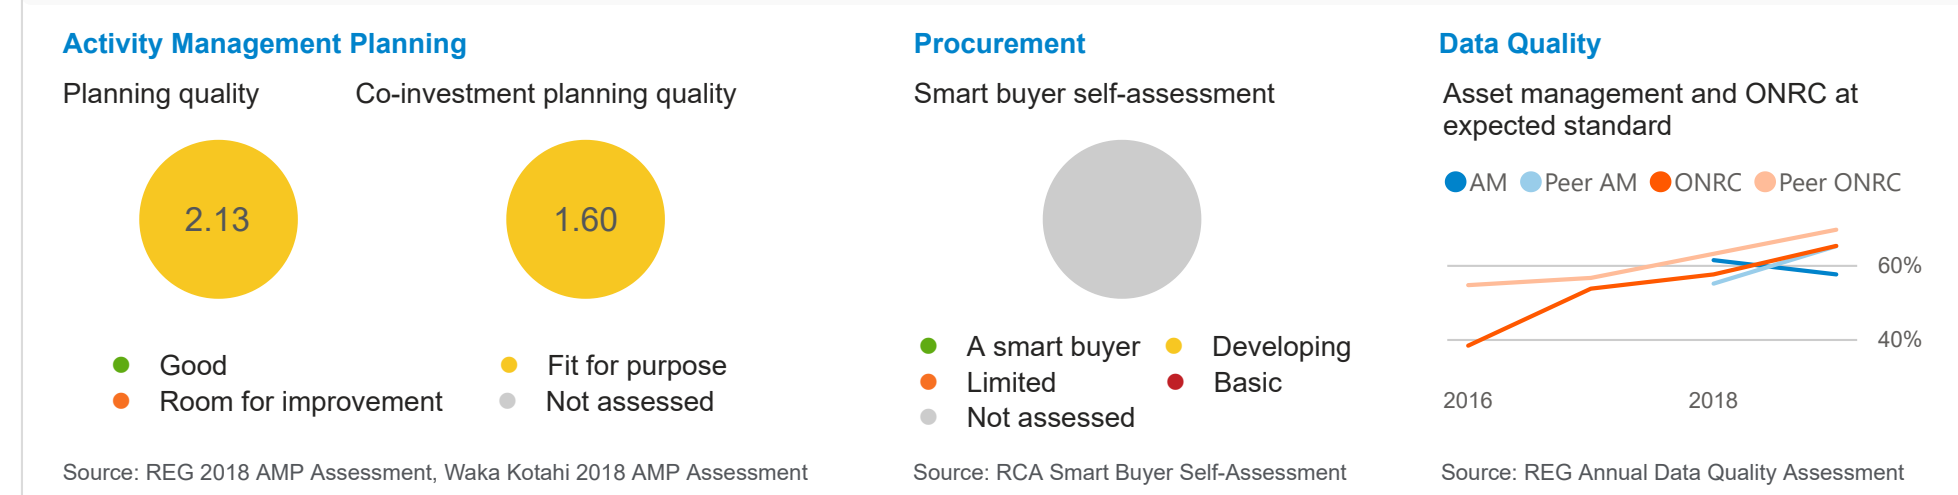 Activity Management Planning
Planning quality
Co-investment planning quality
2.13
1.60
Good
Fit for purpose
Room for improvement
Not assessed
Source: REG 2018 AMP Assessment, Waka Kotahi 2018 AMP Assessment
Procurement
Smart buyer self-assessment
A smart buyer
Developing
Limited
Basic
Not assessed
Source: RCA Smart Buyer Self-Assessment
Data Quality
Asset management and ONRC at
expected standard
AM Peer AM ONRC Peer ONRC
60%
40%
2016
2018
Source: REG Annual Data Quality Assessment